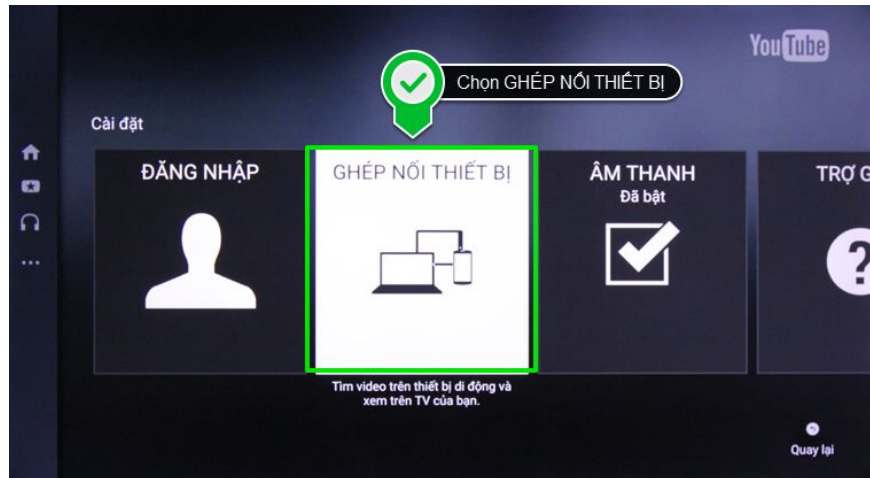 YouTube
Chọn GHÉP NỐI THIẾT BỊ
Cài đặt
ĐĂNG NHẬP
GHÉP NỐI THIẾT BỊ
Tìm video trên thiết bị di động và
xem trên TV của bạn.
ÂM THANH
Đã bật
TRỢ G
?
Quay lại